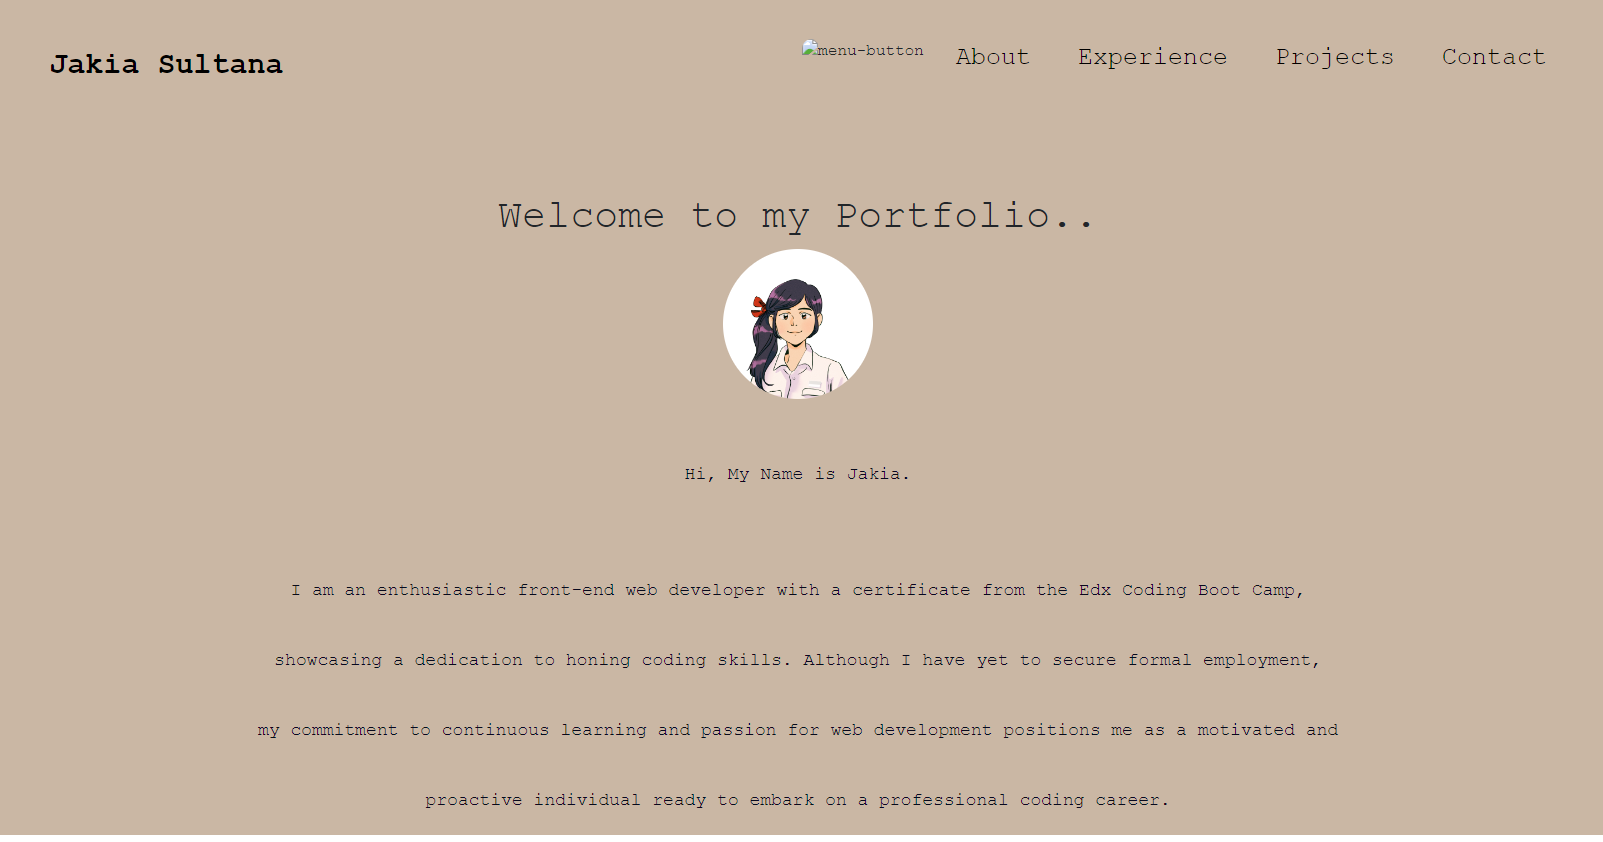 Jakia Sultana
menu-button
About
Experience
Projects
Contact
Welcome to my Portfolio..
Hi, My Name is Jakia.
I am an enthusiastic front-end web developer with a certificate from the Edx Coding Boot Camp,
showcasing a dedication to honing coding skills. Although I have yet to secure formal employment,
my commitment to continuous learning and passion for web development positions me as a motivated and
proactive individual ready to embark on a professional coding career.